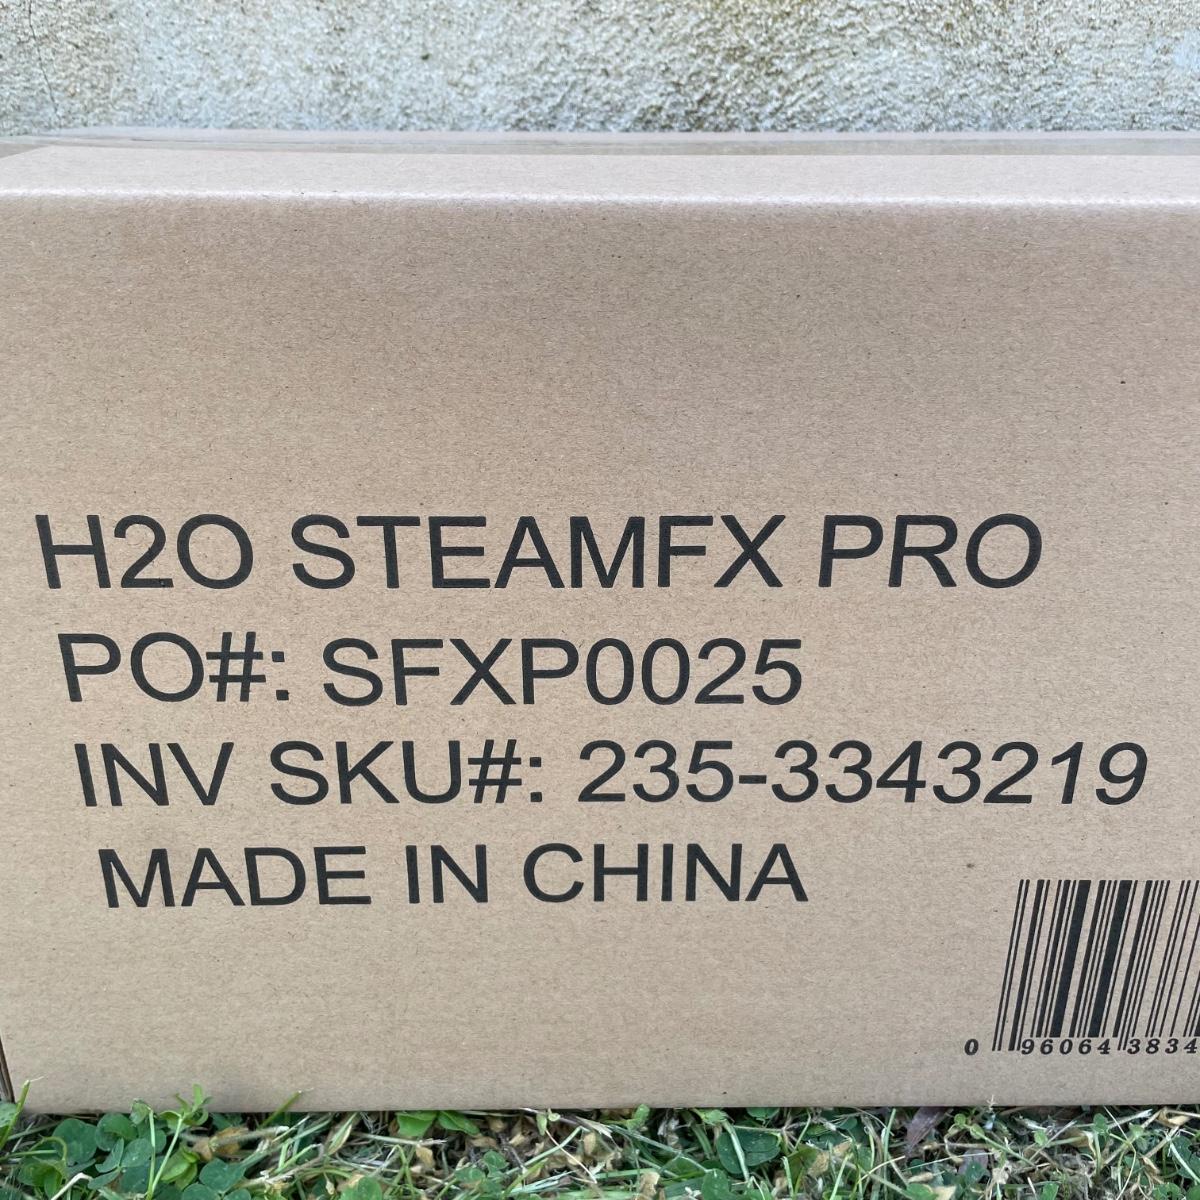 H2O STEAMFX PRO
PO#: SFXP0025
INV SKU#: 235-3343219
MADE IN CHINA
0 96064 3834